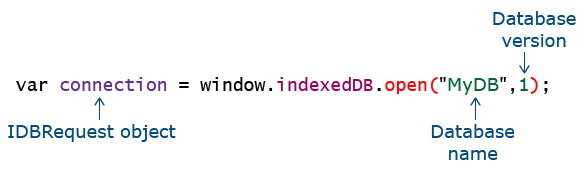 Database
version
var connection = window.indexedDB.open("MyDB",1);
IDBRequest object
Database
name